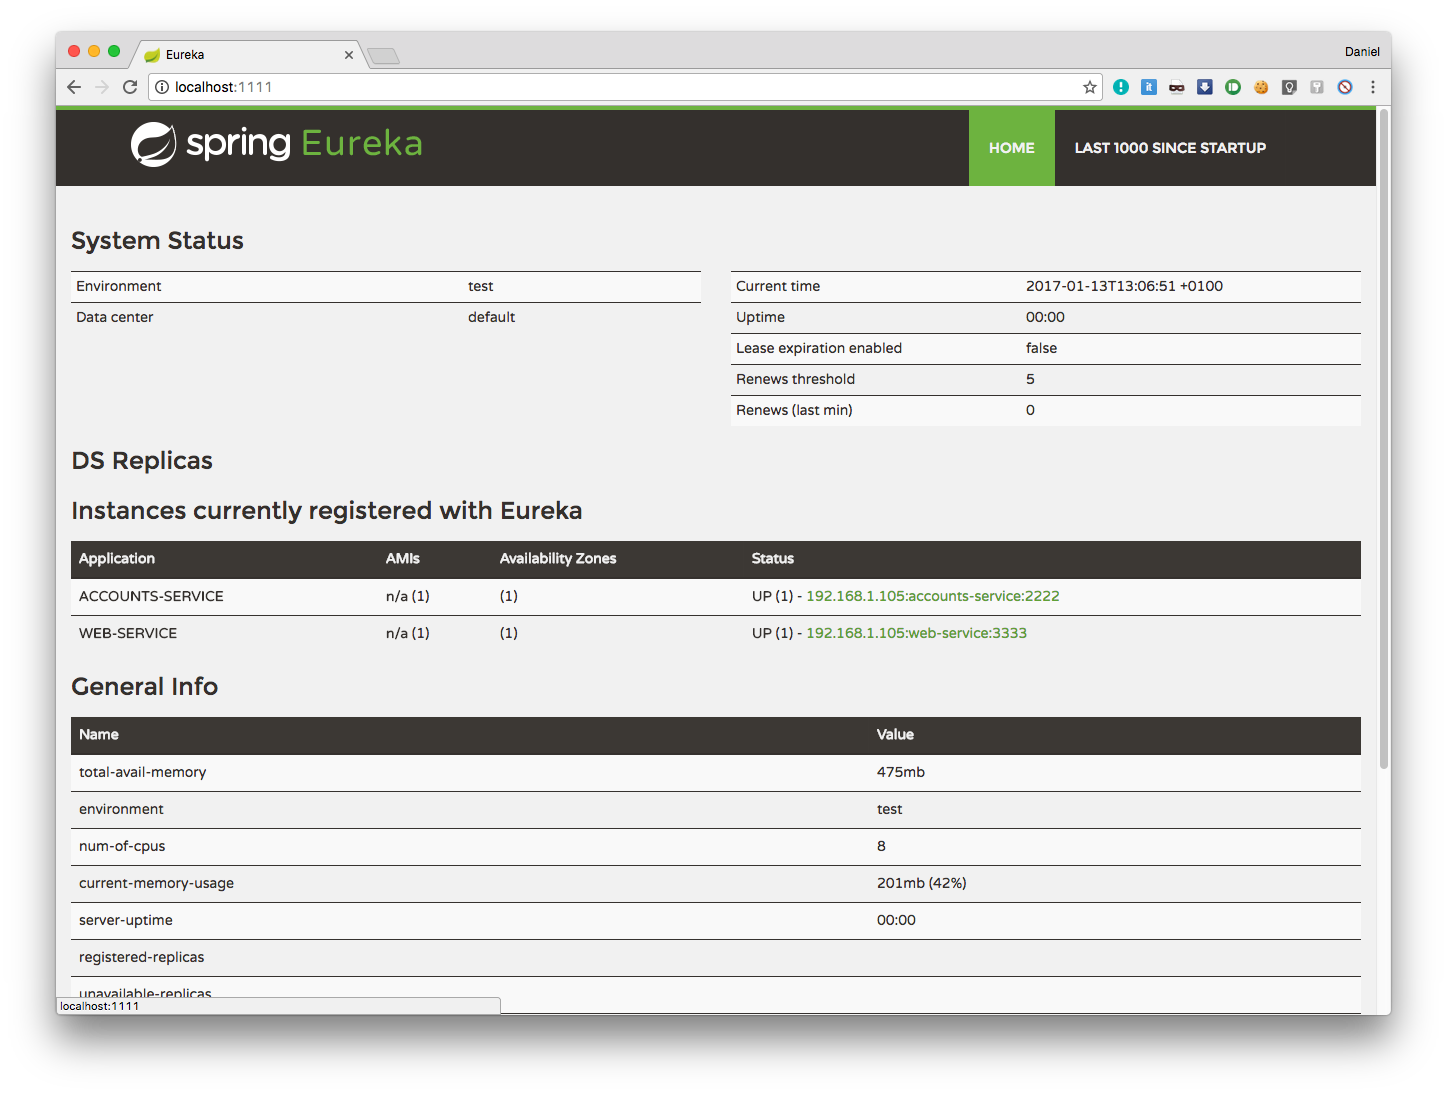 Eureka
Daniel
localhost:1111
spring Eureka
HOME
LAST 1000 SINCE STARTUP
System Status
Environment test
Data center default
Current time 2017-01-13T13:06:51 +0100
Uptime 00:00
Lease expiration enabled false
Renews threshold 5
Renews (last min) 0
DS Replicas
Instances currently registered with Eureka
Application AMIs Availability Zones Status
ACCOUNTS-SERVICE n/a (1) (1) UP (1) - 192.168.1.105:accounts-service:2222
WEB-SERVICE n/a (1) (1) UP (1) - 192.168.1.105:web-service:3333
General Info
Name Value
total-avail-memory 475mb
environment test
num-of-cpus 8
current-memory-usage 201mb (42%)
server-uptime 00:00
registered-replicas
unavailable-replicas
localhost:1111